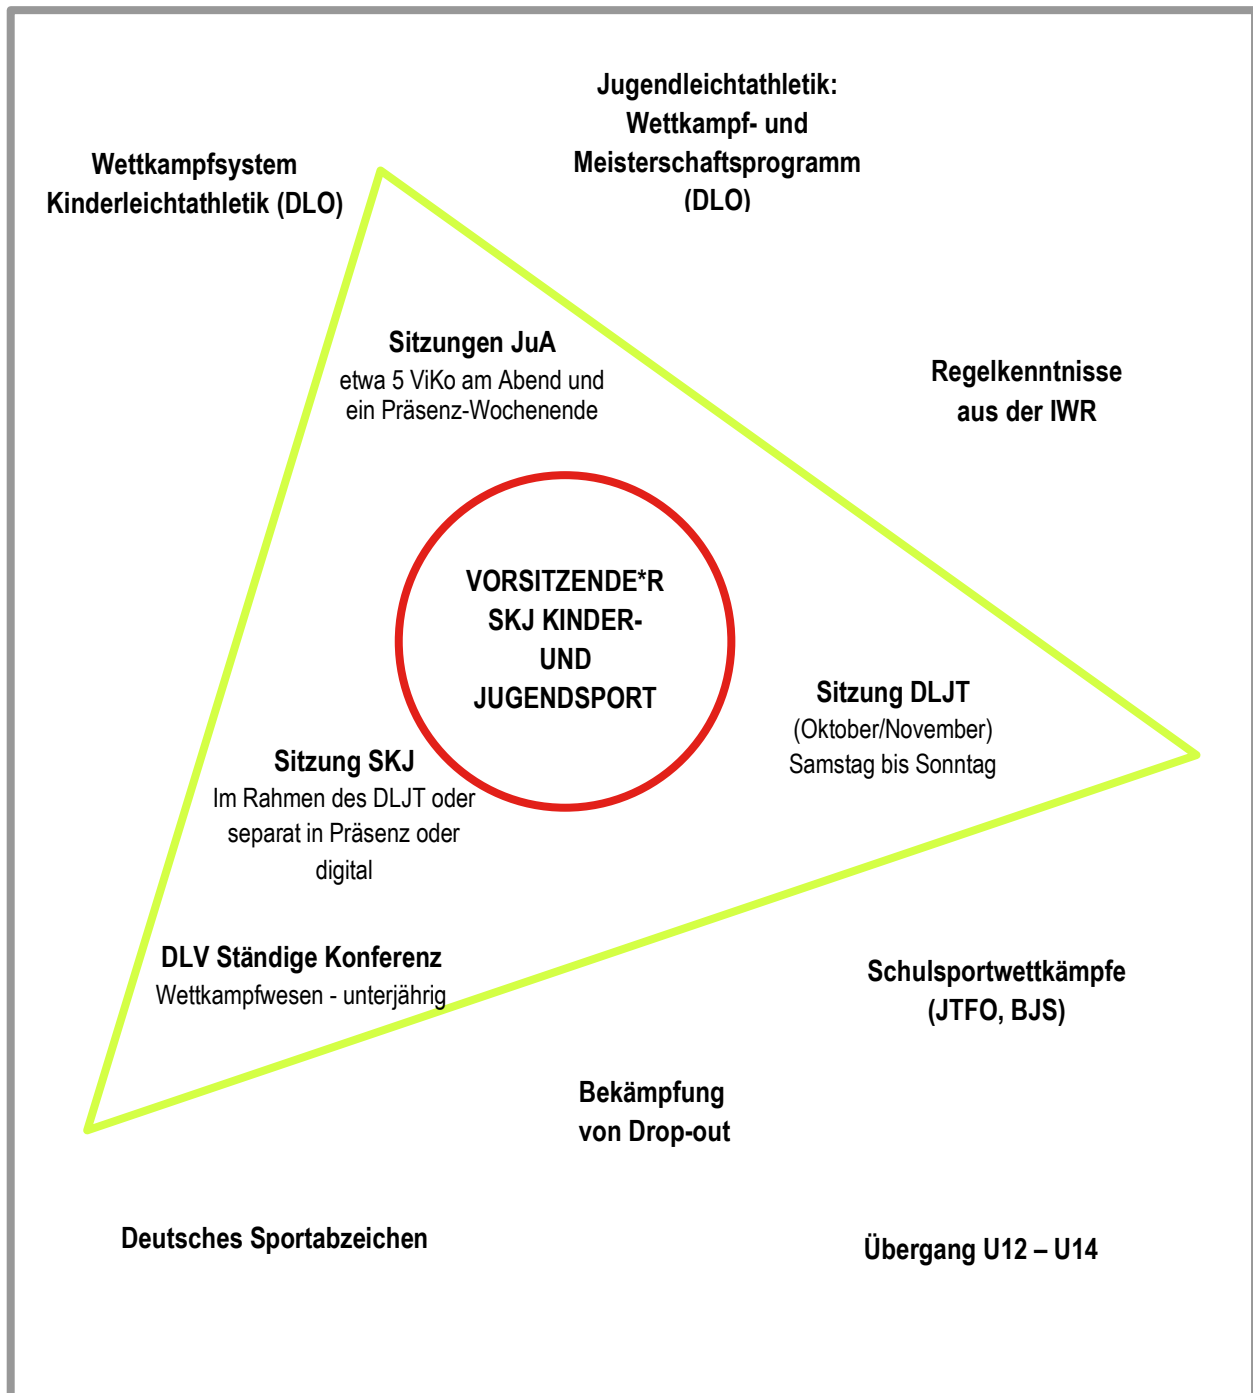 Jugendleichtathletik:
Wettkampf- und
Meisterschaftsprogramm
(DLO)
Wettkampfsystem
Kinderleichtathletik (DLO)
Sitzungen JuA
etwa 5 ViKo am Abend und
ein Präsenz-Wochenende
Regelkenntnisse
aus der IWR
VORSITZENDE*R
SKJ KINDER-
UND
JUGENDSPORT
Sitzung DLJT
(Oktober/November)
Samstag bis Sonntag
Sitzung SKJ
Im Rahmen des DLJT oder
separat in Präsenz oder
digital
DLV Ständige Konferenz
Wettkampfwesen - unterjährig
Schulsportwettkämpfe
(JTFO, BJS)
Bekämpfung
von Drop-out
Deutsches Sportabzeichen
Übergang U12 – U14